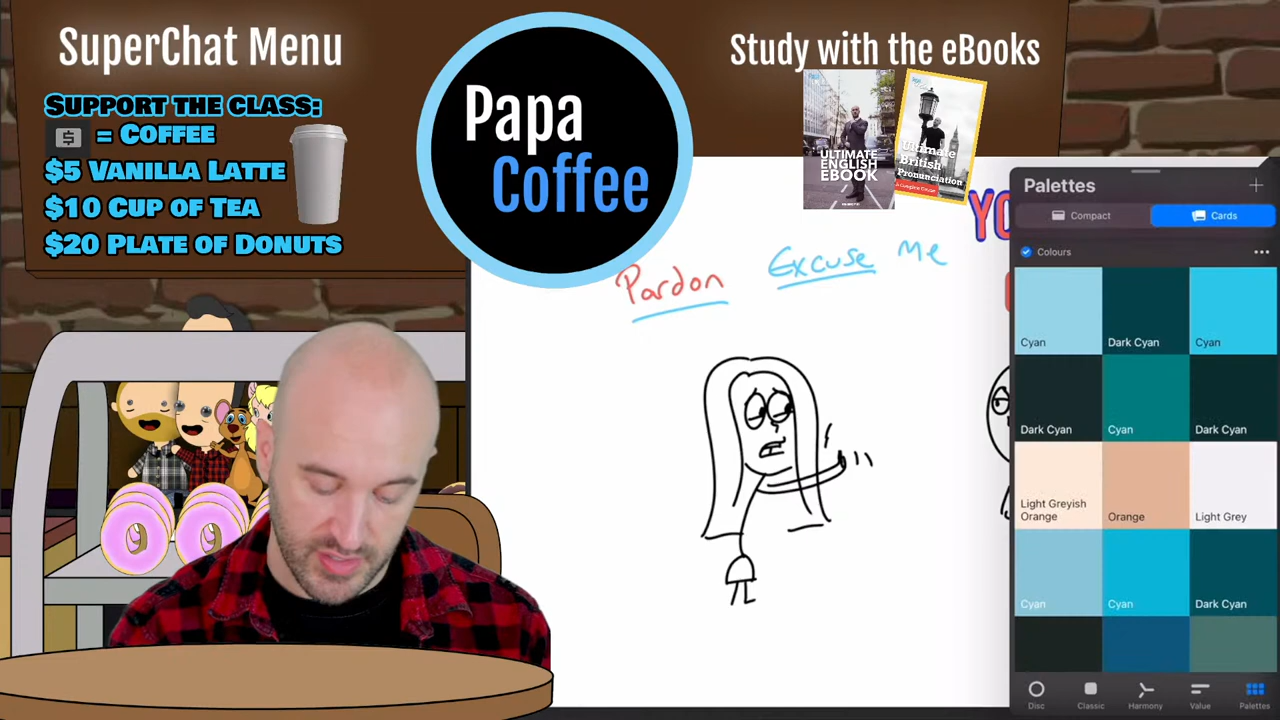 SuperChat Menu
SUPPORT THE CLASS:
$ = COFFEE
$5 VANILLA LATTE
$10 CUP OF TEA
$20 PLATE OF DONUTS
Papa
Coffee
Study with the eBooks
ULTIMATE
ENGLISH
EBOOK
Ultimate
British
Pronunciation
YO
Pardon
Excuse Me
Palettes
Compact
Cards
Colours
Cyan
Dark Cyan
Cyan
Dark Cyan
Cyan
Dark Cyan
Light Greyish
Orange
Orange
Light Grey
Cyan
Cyan
Dark Cyan
Disc
Classic
Harmony
Value
Palettes